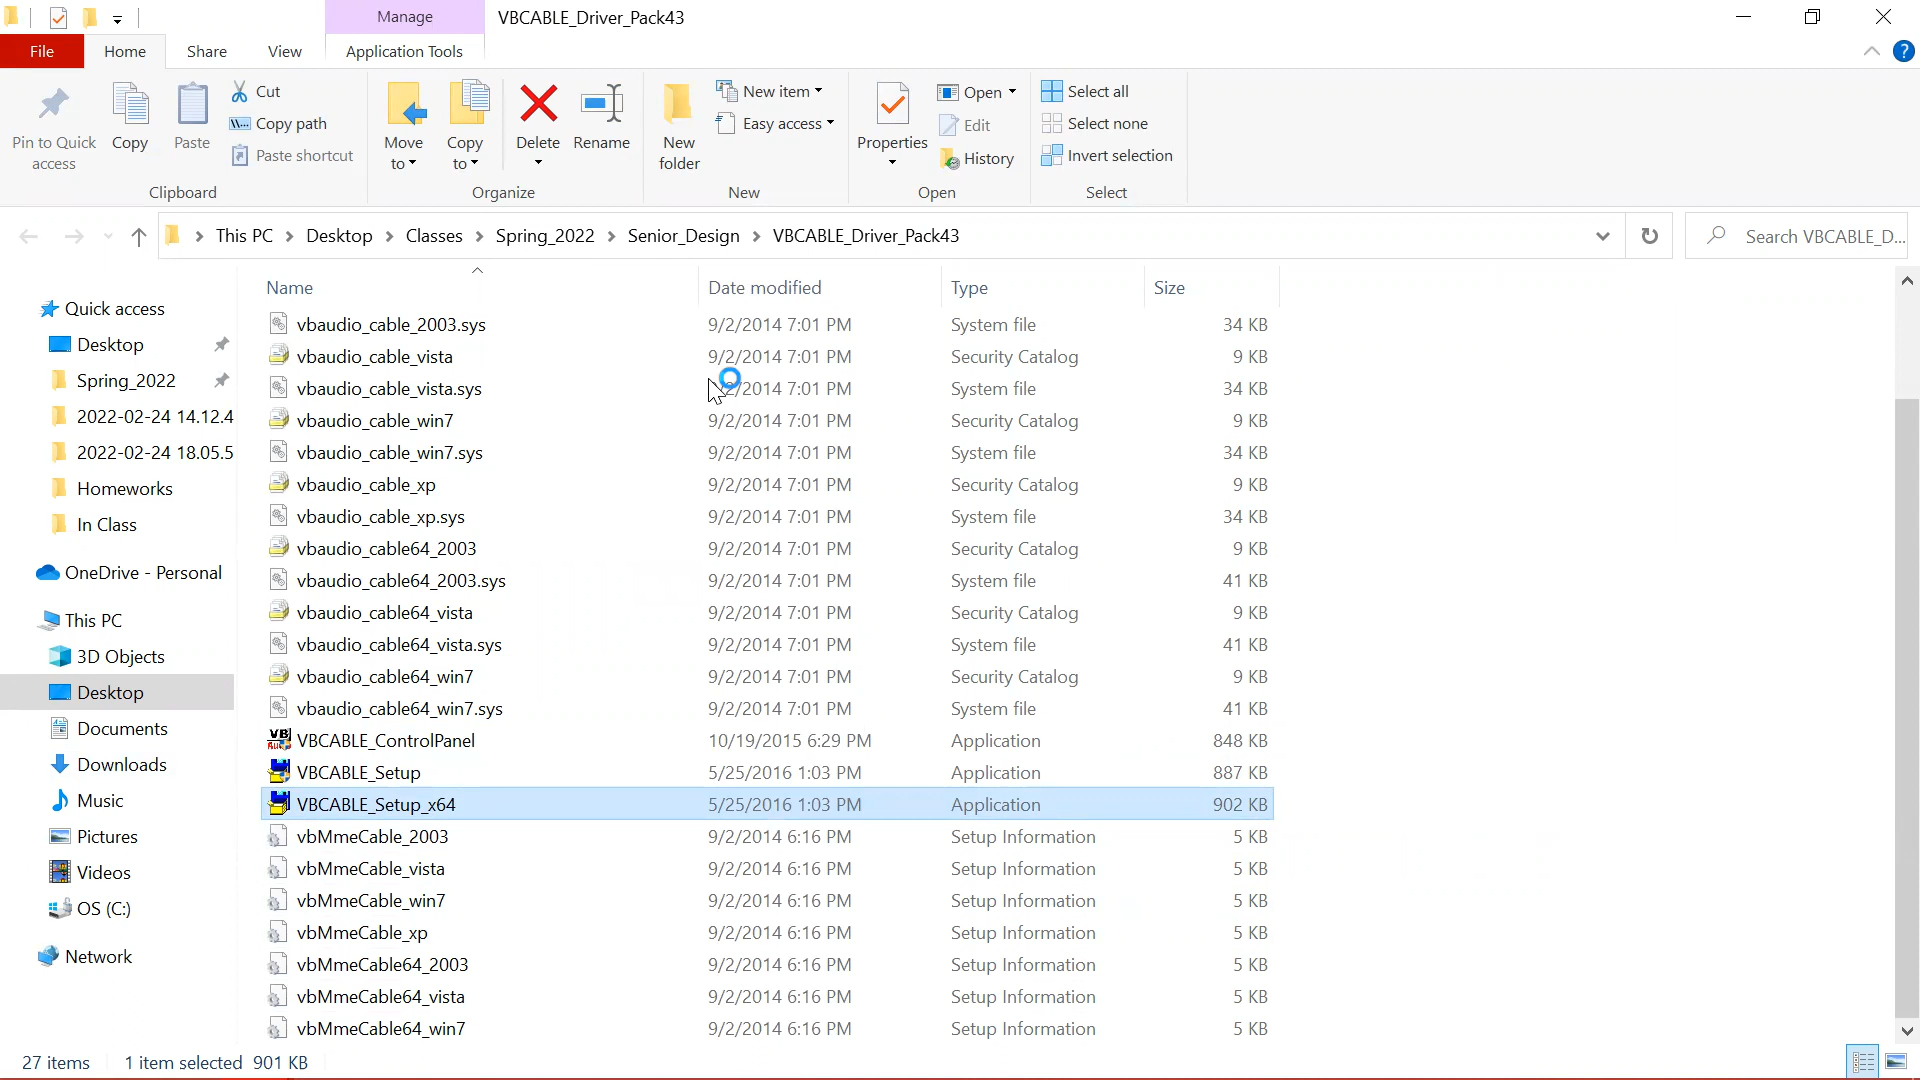 Manage
VBCABLE_Driver_Pack43
File
Home
Share
View
Application Tools
Pin to Quick access
Copy
Paste
Cut
Copy path
Paste shortcut
Clipboard
Move to
Copy to
Delete
Rename
Organize
New folder
New item
Easy access
New
Properties
Open
Edit
History
Open
Select all
Select none
Invert selection
Select
This PC > Desktop > Classes > Spring_2022 > Senior_Design > VBCABLE_Driver_Pack43
Search VBCABLE_D...
Quick access
Desktop
Spring_2022
2022-02-24 14.12.4
2022-02-24 18.05.5
Homeworks
In Class
OneDrive - Personal
This PC
3D Objects
Desktop
Documents
Downloads
Music
Pictures
Videos
OS (C:)
Network
Name Date modified Type Size
vbaudio_cable_2003.sys 9/2/2014 7:01 PM System file 34 KB
vbaudio_cable_vista 9/2/2014 7:01 PM Security Catalog 9 KB
vbaudio_cable_vista.sys /2014 7:01 PM System file 34 KB
vbaudio_cable_win7 9/2/2014 7:01 PM Security Catalog 9 KB
vbaudio_cable_win7.sys 9/2/2014 7:01 PM System file 34 KB
vbaudio_cable_xp 9/2/2014 7:01 PM Security Catalog 9 KB
vbaudio_cable_xp.sys 9/2/2014 7:01 PM System file 34 KB
vbaudio_cable64_2003 9/2/2014 7:01 PM Security Catalog 9 KB
vbaudio_cable64_2003.sys 9/2/2014 7:01 PM System file 41 KB
vbaudio_cable64_vista 9/2/2014 7:01 PM Security Catalog 9 KB
vbaudio_cable64_vista.sys 9/2/2014 7:01 PM System file 41 KB
vbaudio_cable64_win7 9/2/2014 7:01 PM Security Catalog 9 KB
vbaudio_cable64_win7.sys 9/2/2014 7:01 PM System file 41 KB
VBCABLE_ControlPanel 10/19/2015 6:29 PM Application 848 KB
VBCABLE_Setup 5/25/2016 1:03 PM Application 887 KB
VBCABLE_Setup_x64 5/25/2016 1:03 PM Application 902 KB
vbMmeCable_2003 9/2/2014 6:16 PM Setup Information 5 KB
vbMmeCable_vista 9/2/2014 6:16 PM Setup Information 5 KB
vbMmeCable_win7 9/2/2014 6:16 PM Setup Information 5 KB
vbMmeCable_xp 9/2/2014 6:16 PM Setup Information 5 KB
vbMmeCable64_2003 9/2/2014 6:16 PM Setup Information 5 KB
vbMmeCable64_vista 9/2/2014 6:16 PM Setup Information 5 KB
vbMmeCable64_win7 9/2/2014 6:16 PM Setup Information 5 KB
27 items 1 item selected 901 KB